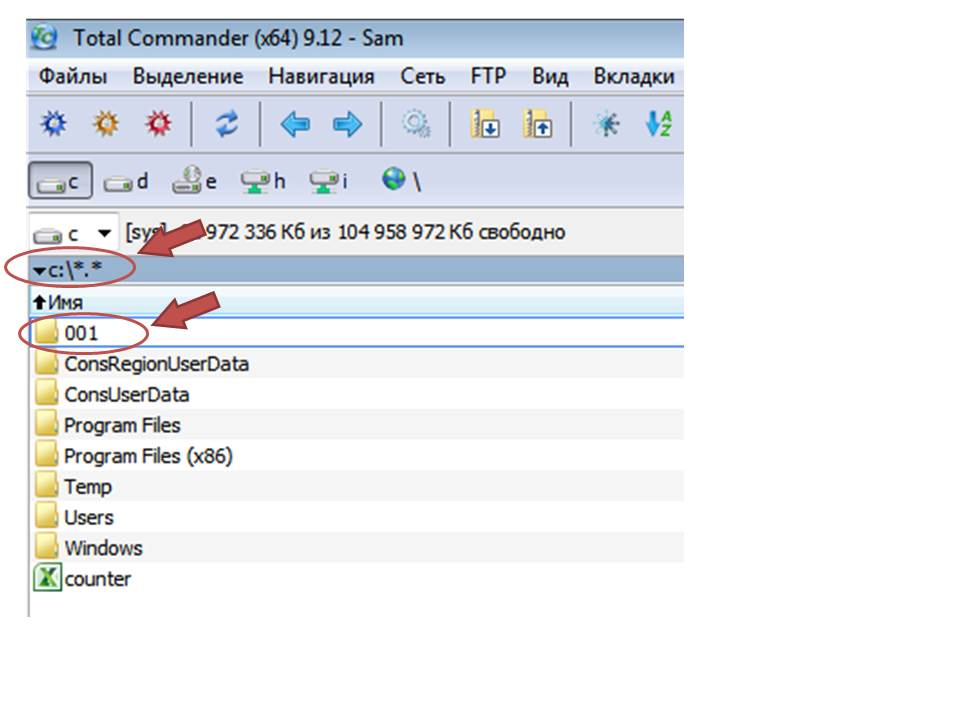 Total Commander (x64) 9.12 - Sam
Файлы Выделение Навигация Сеть FTP Вид Вкладки
c d e h i \
c [sys] 972 336 Кб из 104 958 972 Кб свободно
c:\*.*
Имя
001
ConsRegionUserData
ConsUserData
Program Files
Program Files (x86)
Temp
Users
Windows
counter